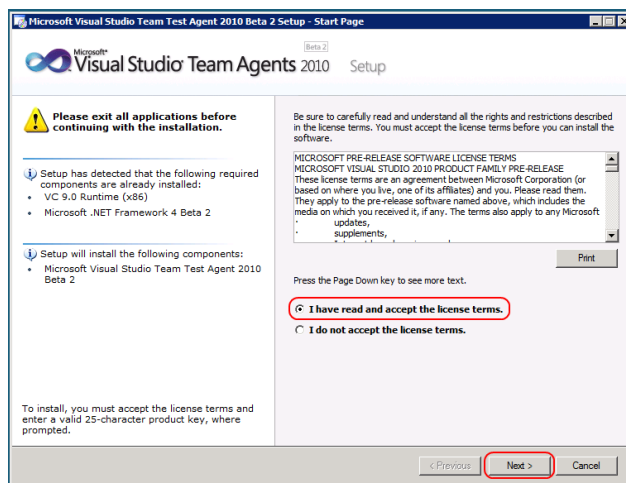 Microsoft Visual Studio Team Test Agent 2010 Beta 2 Setup - Start Page
Beta 2
Microsoft®
Visual Studio Team Agents 2010 Setup
Please exit all applications before
continuing with the installation.
Setup has detected that the following required
components are already installed:
• VC 9.0 Runtime (x86)
• Microsoft .NET Framework 4 Beta 2
Setup will install the following components:
• Microsoft Visual Studio Team Test Agent 2010
Beta 2
To install, you must accept the license terms and
enter a valid 25-character product key, where
prompted.
Be sure to carefully read and understand all the rights and restrictions described
in the license terms. You must accept the license terms before you can install the
software.
MICROSOFT PRE-RELEASE SOFTWARE LICENSE TERMS
MICROSOFT VISUAL STUDIO 2010 PRODUCT FAMILY PRE-RELEASE
These license terms are an agreement between Microsoft Corporation (or
based on where you live, one of its affiliates) and you. Please read them.
They apply to the pre-release software named above, which includes the
media on which you received it, if any. The terms also apply to any Microsoft
· updates,
· supplements,
Print
Press the Page Down key to see more text.
I have read and accept the license terms.
I do not accept the license terms.
< Previous
Next >
Cancel